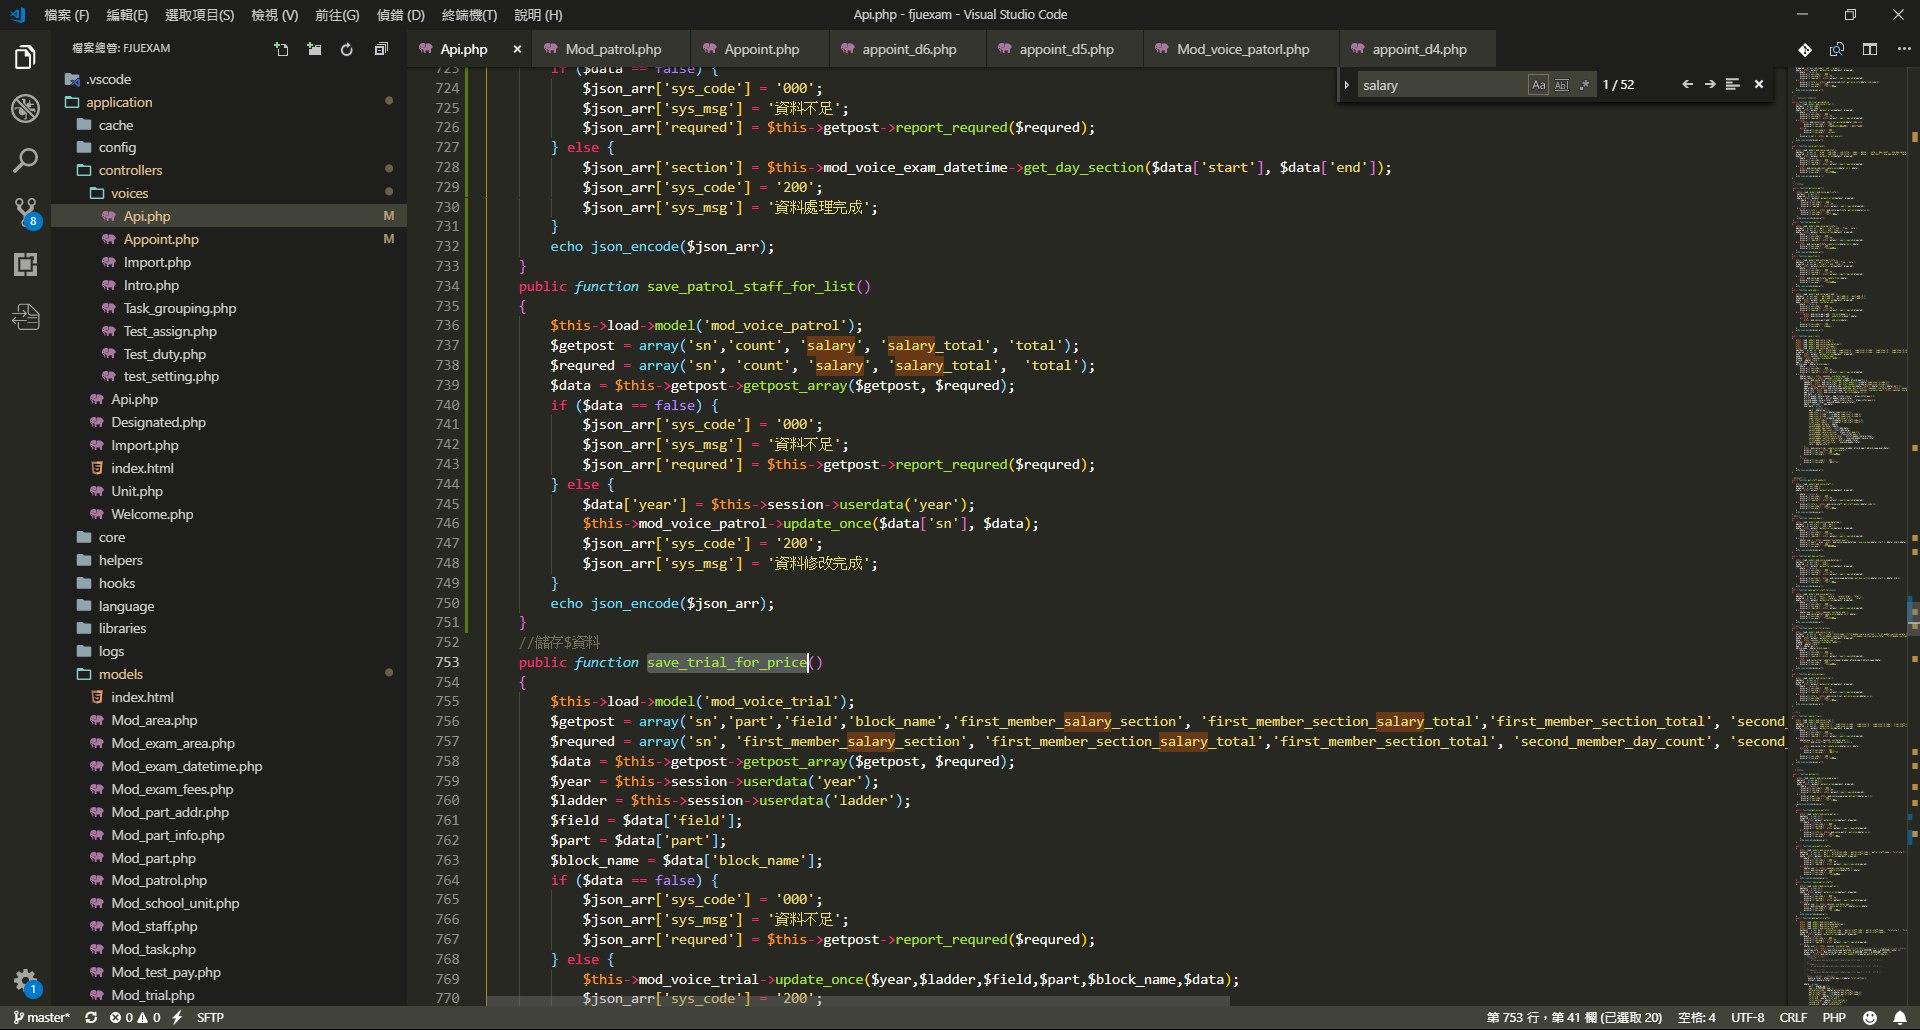 檔案 (F) 編輯(E) 選取項目(S) 檢視 (V) 前往(G) 偵錯 (D) 終端機(T) 說明 (H) Api.php - fjuexam - Visual Studio Code
檔案總管: FJUEXAM
.vscode
application
cache
config
controllers
voices
Api.php M
Appoint.php M
Import.php
Intro.php
Task_grouping.php
Test_assign.php
Test_duty.php
test_setting.php
Api.php
Designated.php
Import.php
index.html
Unit.php
Welcome.php
core
helpers
hooks
language
libraries
logs
models
index.html
Mod_area.php
Mod_exam_area.php
Mod_exam_datetime.php
Mod_exam_fees.php
Mod_part_addr.php
Mod_part_info.php
Mod_part.php
Mod_patrol.php
Mod_school_unit.php
Mod_staff.php
Mod_task.php
Mod_test_pay.php
Mod_trial.php
8
1
Api.php Mod_patrol.php Appoint.php appoint_d6.php appoint_d5.php Mod_voice_patorl.php appoint_d4.php
salary Aa Abl .* 1 / 52
723 if ($data == false) {
724 $json_arr['sys_code'] = '000';
725 $json_arr['sys_msg'] = '資料不足';
726 $json_arr['requred'] = $this->getpost->report_requred($requred);
727 } else {
728 $json_arr['section'] = $this->mod_voice_exam_datetime->get_day_section($data['start'], $data['end']);
729 $json_arr['sys_code'] = '200';
730 $json_arr['sys_msg'] = '資料處理完成';
731 }
732 echo json_encode($json_arr);
733 }
734 public function save_patrol_staff_for_list()
735 {
736 $this->load->model('mod_voice_patrol');
737 $getpost = array('sn','count', 'salary', 'salary_total', 'total');
738 $requred = array('sn', 'count', 'salary', 'salary_total',  'total');
739 $data = $this->getpost->getpost_array($getpost, $requred);
740 if ($data == false) {
741 $json_arr['sys_code'] = '000';
742 $json_arr['sys_msg'] = '資料不足';
743 $json_arr['requred'] = $this->getpost->report_requred($requred);
744 } else {
745 $data['year'] = $this->session->userdata('year');
746 $this->mod_voice_patrol->update_once($data['sn'], $data);
747 $json_arr['sys_code'] = '200';
748 $json_arr['sys_msg'] = '資料修改完成';
749 }
750 echo json_encode($json_arr);
751 }
752 //儲存$資料
753 public function save_trial_for_price()
754 {
755 $this->load->model('mod_voice_trial');
756 $getpost = array('sn','part','field','block_name','first_member_salary_section', 'first_member_section_salary_total','first_member_section_total', 'second_
757 $requred = array('sn', 'first_member_salary_section', 'first_member_section_salary_total','first_member_section_total', 'second_member_day_count', 'second_
758 $data = $this->getpost->getpost_array($getpost, $requred);
759 $year = $this->session->userdata('year');
760 $ladder = $this->session->userdata('ladder');
761 $field = $data['field'];
762 $part = $data['part'];
763 $block_name = $data['block_name'];
764 if ($data == false) {
765 $json_arr['sys_code'] = '000';
766 $json_arr['sys_msg'] = '資料不足';
767 $json_arr['requred'] = $this->getpost->report_requred($requred);
768 } else {
769 $this->mod_voice_trial->update_once($year,$ladder,$field,$part,$block_name,$data);
770 $json_arr['sys_code'] = '200';
master* 0 0 SFTP 第 753 行，第 41 欄 (已選取 20) 空格: 4 UTF-8 CRLF PHP